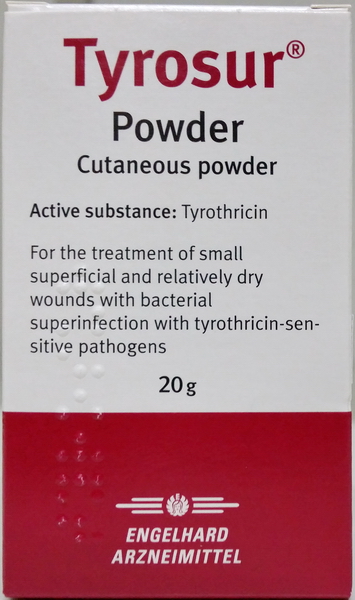 Tyrosur®
Powder
Cutaneous powder
Active substance: Tyrothricin
For the treatment of small
superficial and relatively dry
wounds with bacterial
superinfection with tyrothricin-sen-
sitive pathogens
20 g
ENGELHARD
ARZNEIMITTEL